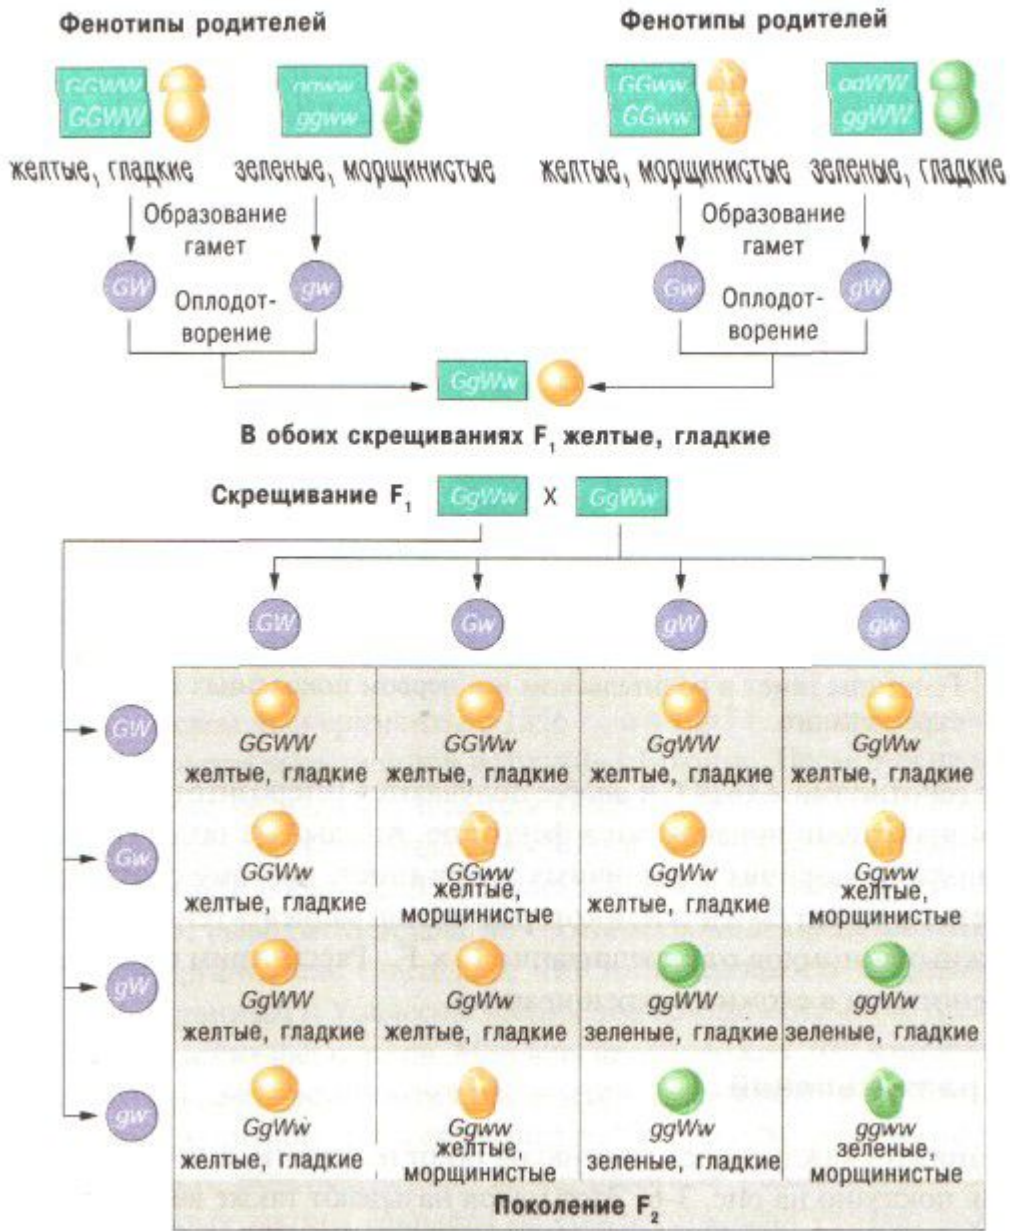 Фенотипы родителей
Фенотипы родителей
GGWW
GGWW
ggww
ggww
GGww
GGww
ggWW
ggWW
желтые, гладкие
зеленые, морщинистые
желтые, морщинистые
зеленые, гладкие
Образование
гамет
Образование
гамет
GW
gw
Gw
gW
Оплодот-
ворение
Оплодот-
ворение
GgWw
В обоих скрещиваниях F₁ желтые, гладкие
Скрещивание F₁ GgWw X GgWw
GW Gw gW gw
GW
GGWW GGWw GgWW GgWw
желтые, гладкие желтые, гладкие желтые, гладкие желтые, гладкие
Gw
GGWw GGww GgWw Ggww
желтые, гладкие желтые, морщинистые желтые, гладкие желтые, морщинистые
gW
GgWW GgWw ggWW ggWw
желтые, гладкие желтые, гладкие зеленые, гладкие зеленые, гладкие
gw
GgWw Ggww ggWw ggww
желтые, гладкие желтые, морщинистые зеленые, гладкие зеленые, морщинистые
Поколение F₂